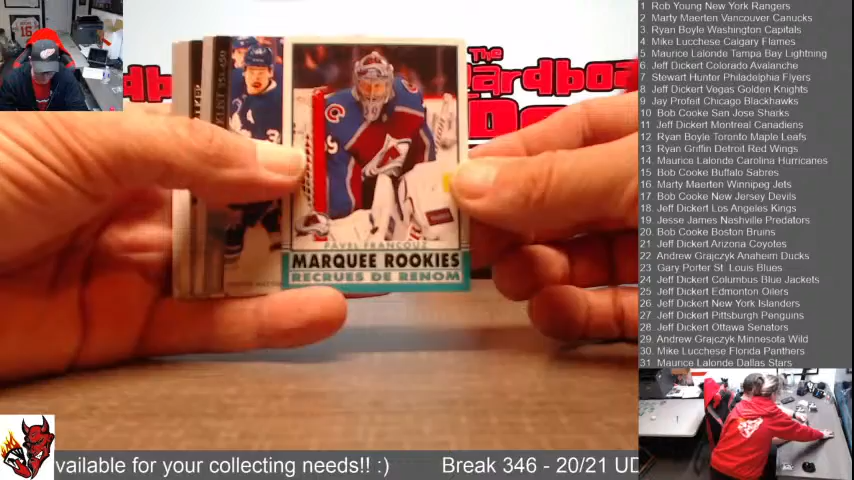 1 Rob Young New York Rangers
2 Marty Maerten Vancouver Canucks
3 Ryan Boyle Washington Capitals
4 Mike Lucchese Calgary Flames
5 Maurice Lalonde Tampa Bay Lightning
6 Jeff Dickert Colorado Avalanche
7 Stewart Hunter Philadelphia Flyers
8 Jeff Dickert Vegas Golden Knights
9 Jay Profeit Chicago Blackhawks
10 Bob Cooke San Jose Sharks
11 Jeff Dickert Montreal Canadiens
12 Ryan Boyle Toronto Maple Leafs
13 Ryan Griffin Detroit Red Wings
14 Maurice Lalonde Carolina Hurricanes
15 Bob Cooke Buffalo Sabres
16 Marty Maerten Winnipeg Jets
17 Bob Cooke New Jersey Devils
18 Jeff Dickert Los Angeles Kings
19 Jesse James Nashville Predators
20 Bob Cooke Boston Bruins
21 Jeff Dickert Arizona Coyotes
22 Andrew Grajczyk Anaheim Ducks
23 Gary Porter St Louis Blues
24 Jeff Dickert Columbus Blue Jackets
25 Jeff Dickert Edmonton Oilers
26 Jeff Dickert New York Islanders
27 Jeff Dickert Pittsburgh Penguins
28 Jeff Dickert Ottawa Senators
29 Andrew Grajczyk Minnesota Wild
30 Mike Lucchese Florida Panthers
31 Maurice Lalonde Dallas Stars
The
PAVEL FRANCOUZ
MARQUEE ROOKIES
RECRUES DE RENOM
vailable for your collecting needs!! :)
Break 346 - 20/21 UD